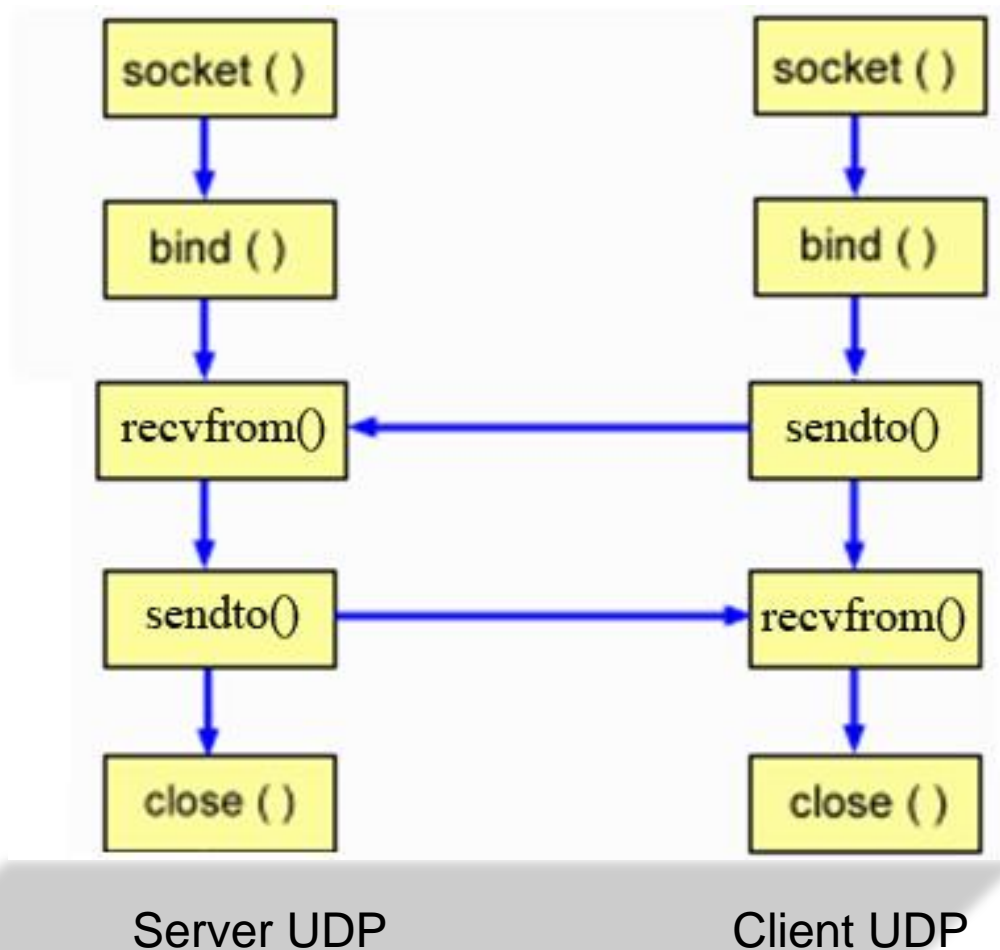 socket ( )
socket ( )
bind ( )
bind ( )
recvfrom()
sendto()
sendto()
recvfrom()
close ( )
close ( )
Server UDP
Client UDP